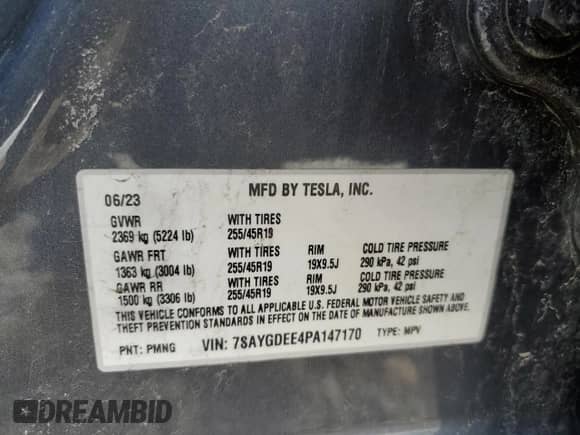 06/23 MFD BY TESLA, INC.
GVWR WITH TIRES
2369 kg (5224 lb) 255/45R19
GAWR FRT WITH TIRES RIM COLD TIRE PRESSURE
1363 kg (3004 lb) 255/45R19 19X9.5J 290 kPa, 42 psi
GAWR RR WITH TIRES RIM COLD TIRE PRESSURE
1500 kg (3306 lb) 255/45R19 19X9.5J 290 kPa, 42 psi
THIS VEHICLE CONFORMS TO ALL APPLICABLE U.S. FEDERAL MOTOR VEHICLE SAFETY AND
THEFT PREVENTION STANDARDS IN EFFECT ON THE DATE OF MANUFACTURE SHOWN ABOVE.
PNT: PMNG VIN: 7SAYGDEE4PA147170 TYPE: MPV
DREAMBID